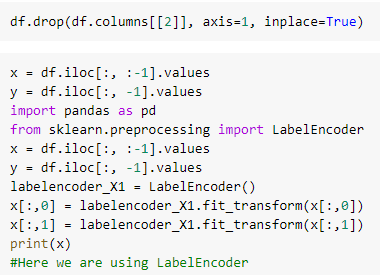 df.drop(df.columns[[2]], axis=1, inplace=True)
x = df.iloc[:, :-1].values
y = df.iloc[:, -1].values
import pandas as pd
from sklearn.preprocessing import LabelEncoder
x = df.iloc[:, :-1].values
y = df.iloc[:, -1].values
labelencoder_X1 = LabelEncoder()
x[:,0] = labelencoder_X1.fit_transform(x[:,0])
x[:,1] = labelencoder_X1.fit_transform(x[:,1])
print(x)
#Here we are using LabelEncoder